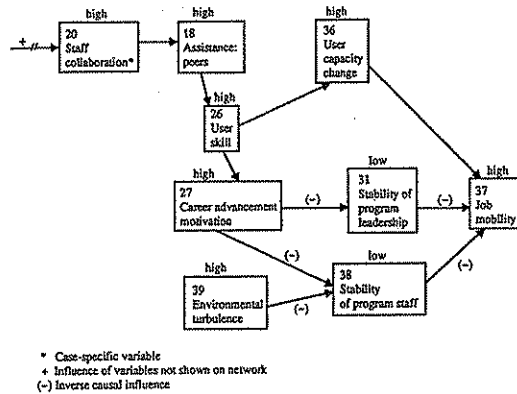 high
20
Staff
collaboration*
+
high
18
Assistance:
peers
high
36
User
capacity
change
high
26
User
skill
high
27
Career advancement
motivation
(–)
low
31
Stability of
program
leadership
(–)
high
37
Job
mobility
(–)
low
38
Stability
of program staff
(–)
high
39
Environmental
turbulence
(–)
* Case-specific variable
+ Influence of variables not shown on network
(–) Inverse causal influence